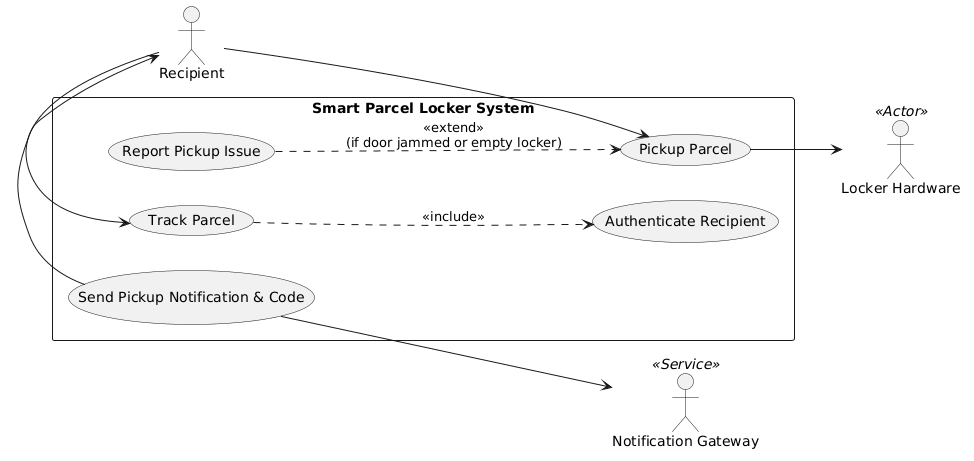 Recipient
Smart Parcel Locker System
«extend»
(if door jammed or empty locker)
Report Pickup Issue
Pickup Parcel
«Actor»
Locker Hardware
Track Parcel
«include»
Authenticate Recipient
Send Pickup Notification & Code
«Service»
Notification Gateway